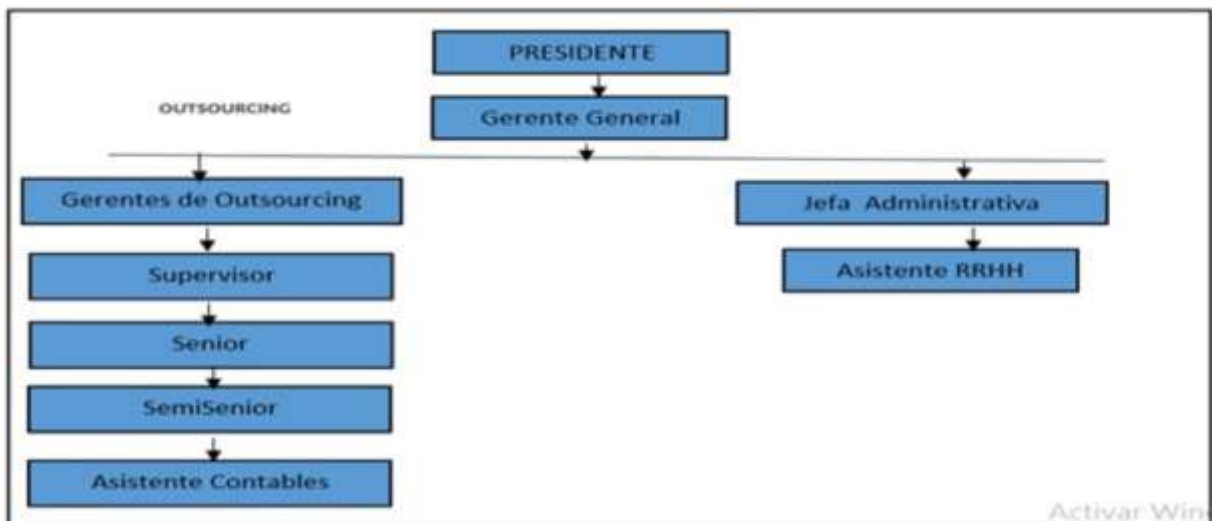 PRESIDENTE
OUTSOURCING
Gerente General
Gerentes de Outsourcing
Jefa Administrativa
Supervisor
Asistente RRHH
Senior
SemiSenior
Asistente Contables
Activar Win